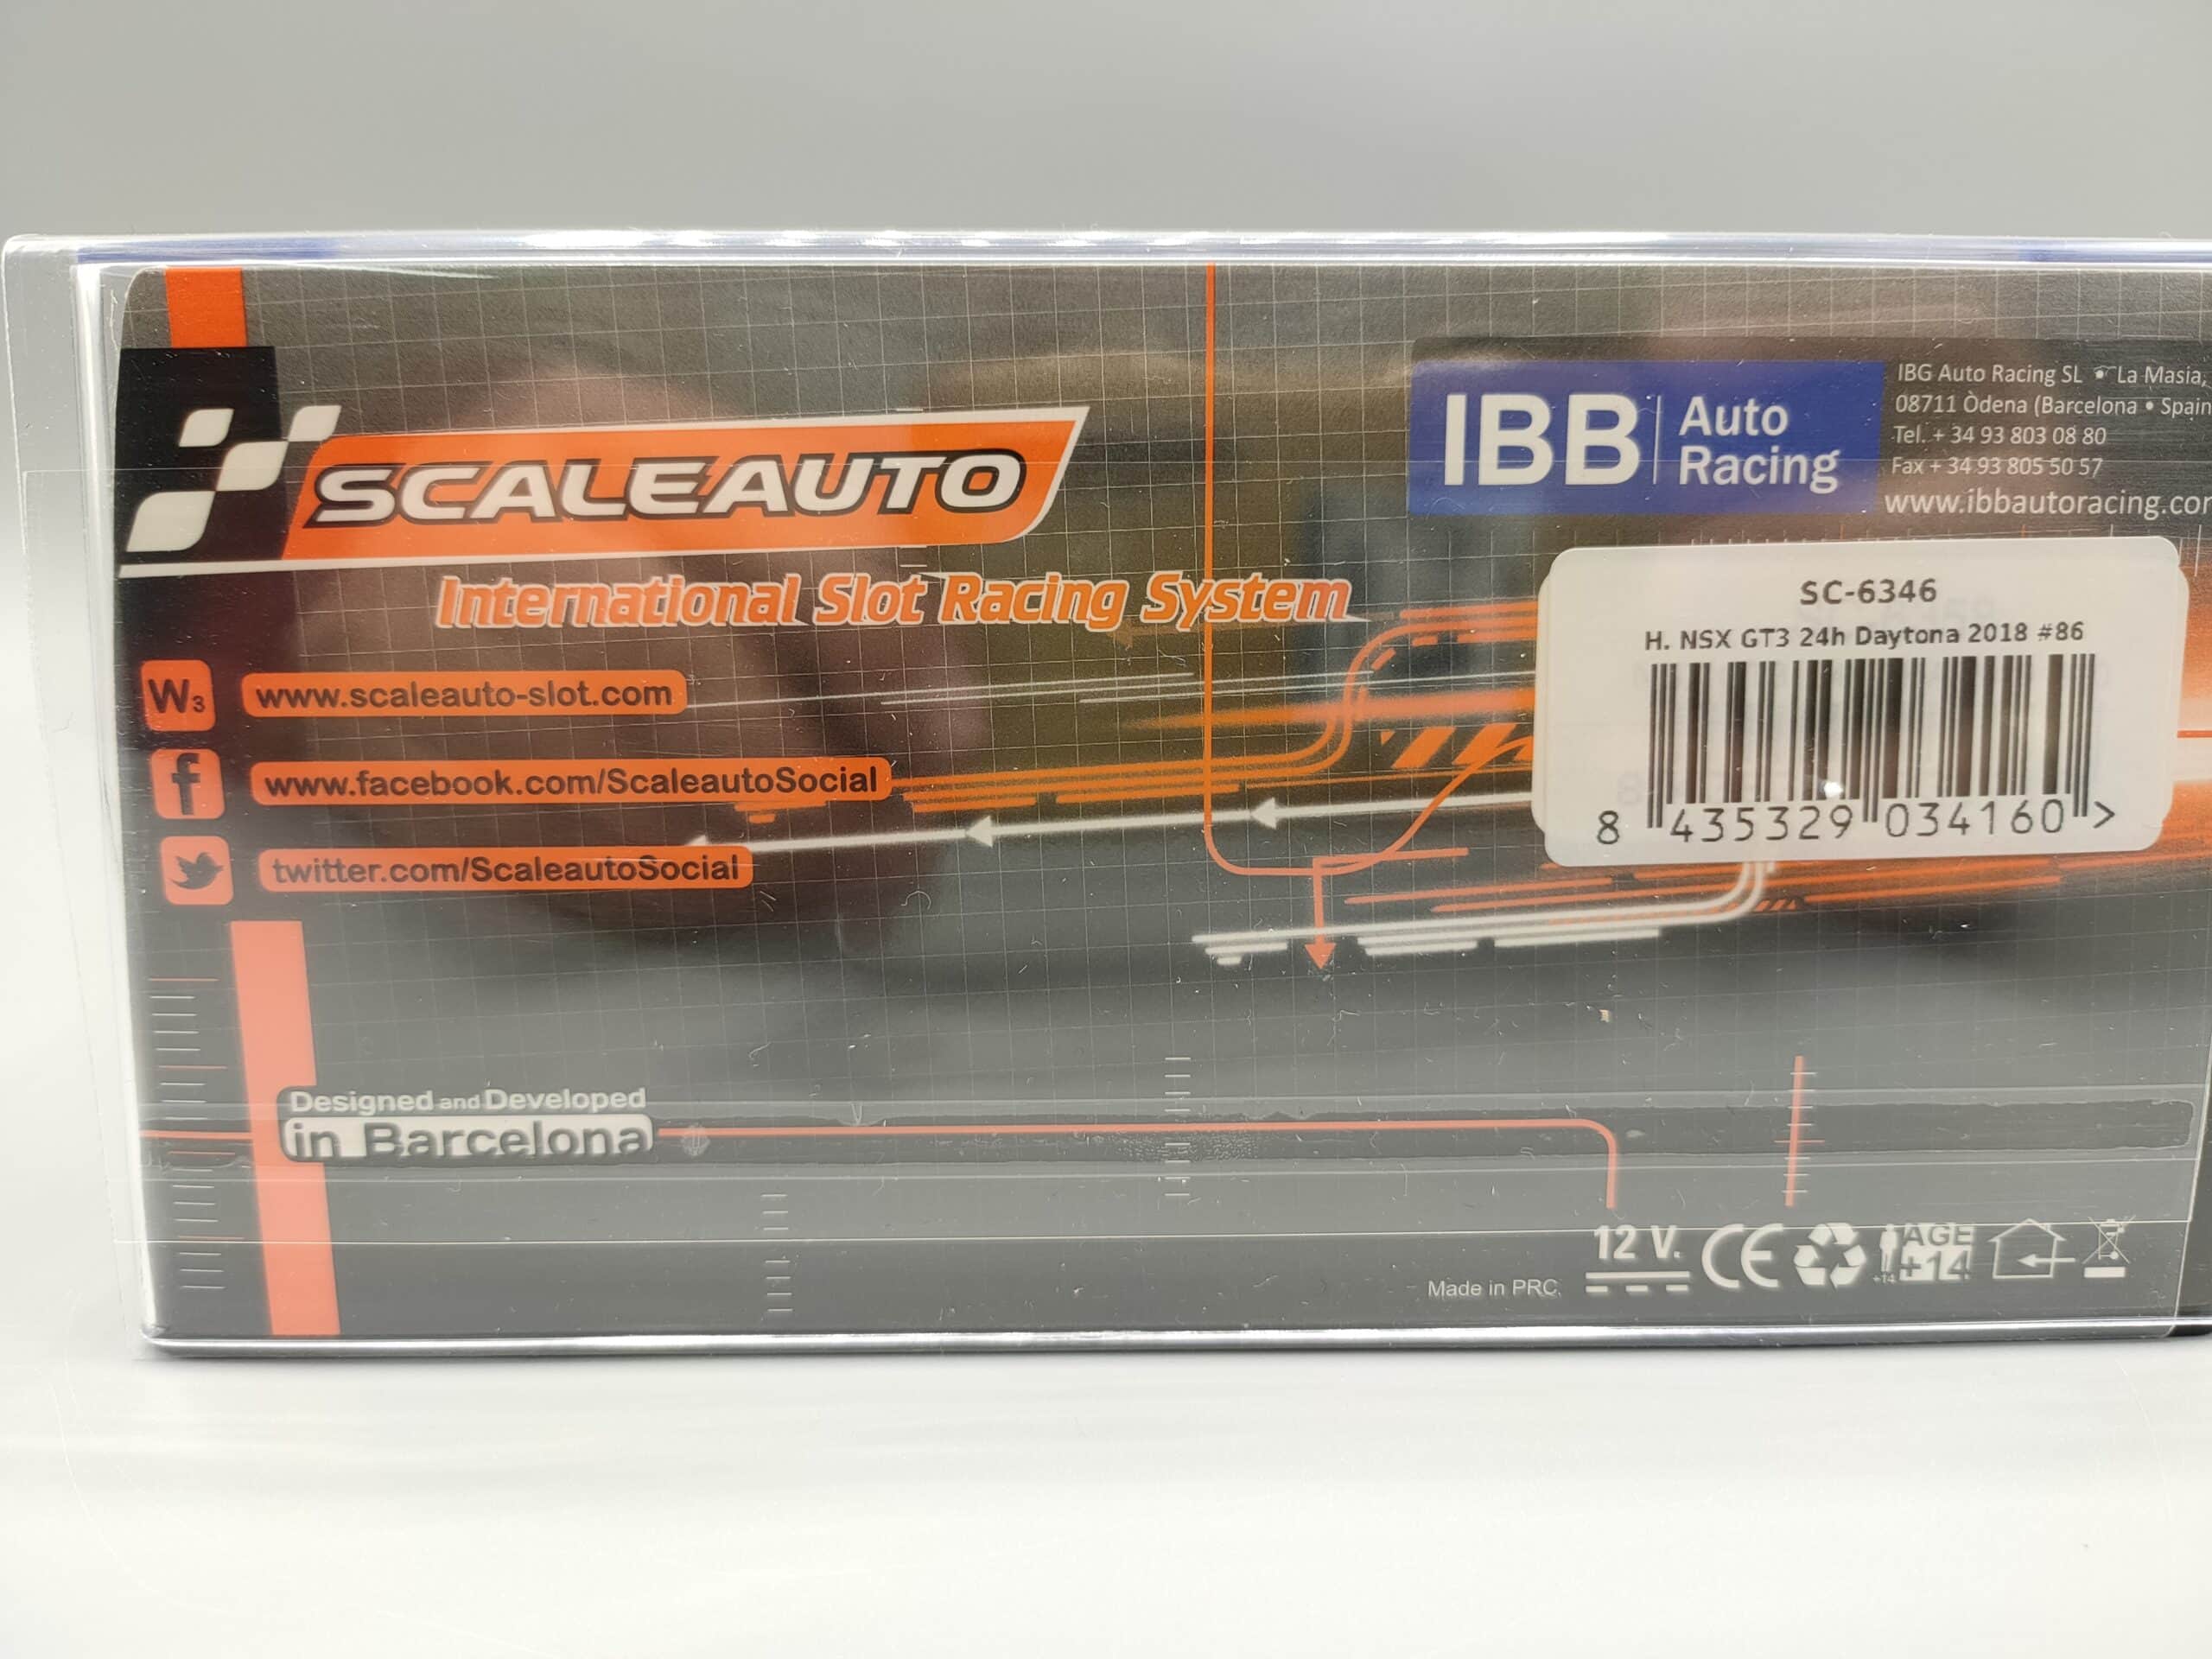 SCALEAUTO
International Slot Racing System
W3 www.scaleauto-slot.com
f www.facebook.com/ScaleautoSocial
twitter.com/ScaleautoSocial
Designed and Developed
in Barcelona
IBB Auto Racing
IBG Auto Racing SL • La Masia,
08711 Òdena (Barcelona • Spain
Tel. + 34 93 803 08 80
Fax + 34 93 805 50 57
www.ibbautoracing.com
SC-6346
H. NSX GT3 24h Daytona 2018 #86
8 435329 034160 >
Made in PRC.
12 V.
CE
+14
AGE
+14